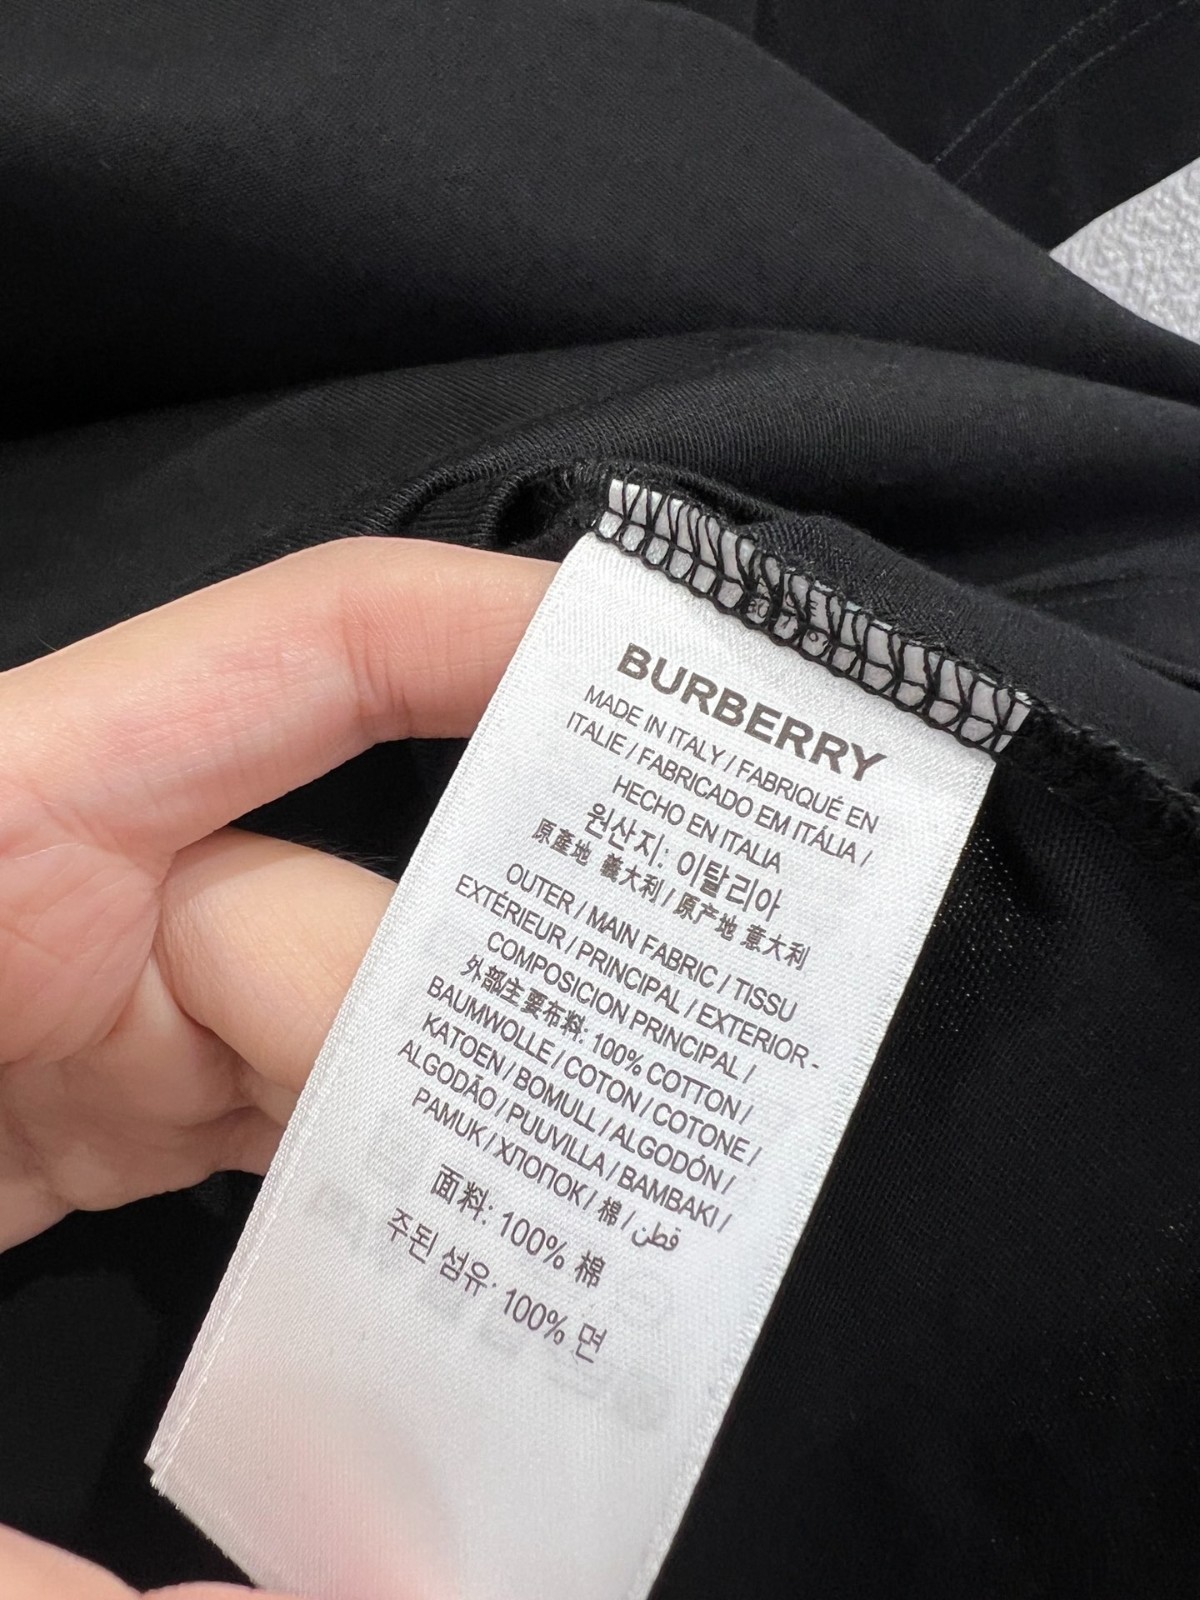 BURBERRY
MADE IN ITALY / FABRIQUÉ EN
ITALIE / FABRICADO EM ITÁLIA /
HECHO EN ITALIA
원산지: 이탈리아
原產地 義大利 / 原产地 意大利
OUTER / MAIN FABRIC / TISSU
EXTÉRIEUR / PRINCIPAL / EXTERIOR -
COMPOSICION PRINCIPAL /
外部主要布料: 100% COTTON /
BAUMWOLLE / COTON / COTONE /
KATOEN / BOMULL / ALGODÓN /
ALGODÃO / PUUVILLA / BAMBAKI /
PAMUK / ХЛОПОК / 棉 / قطن
面料: 100% 棉
주된 섬유: 100% 면